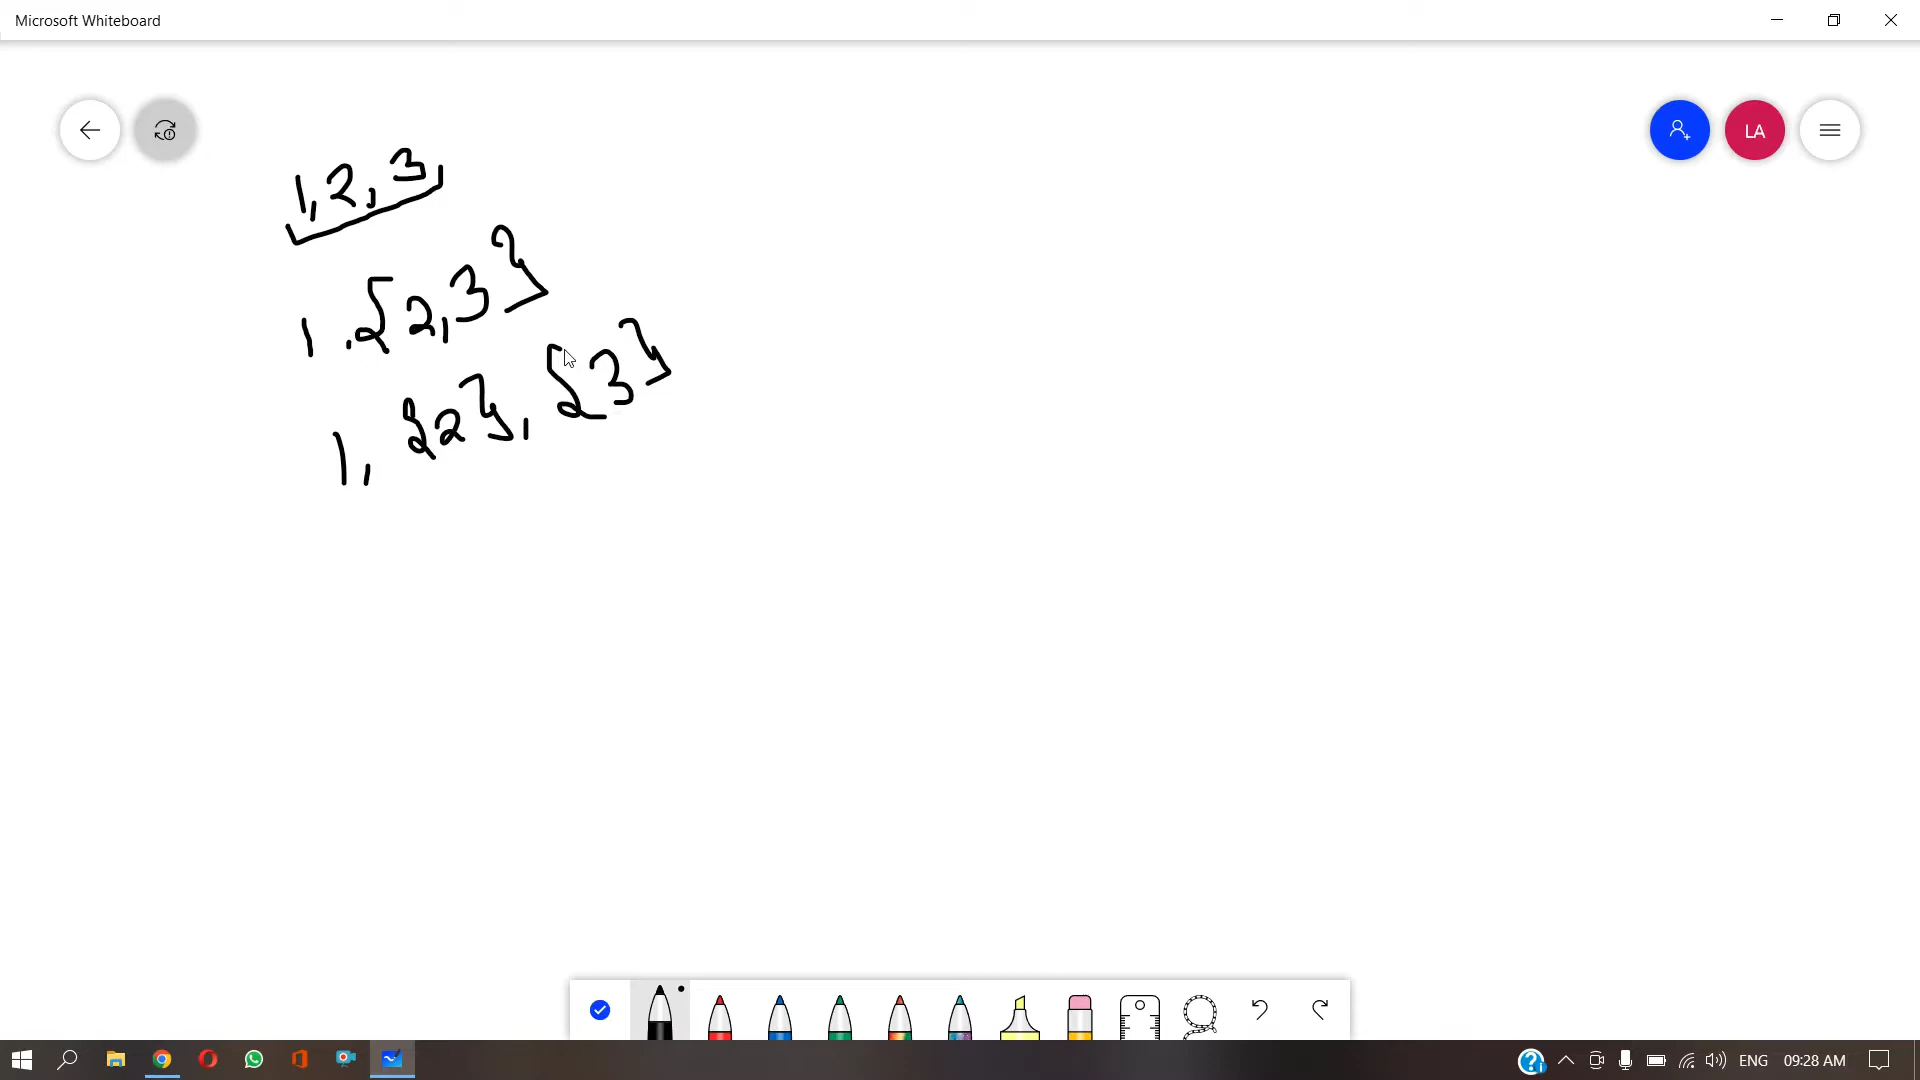 Microsoft Whiteboard
LA
1,2,3,
1,{2,3}
1,{2},{3}
ENG 09:28 AM